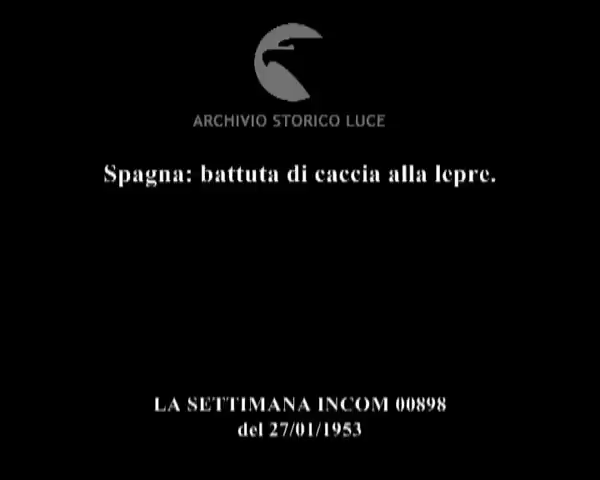 ARCHIVIO STORICO LUCE
Spagna: battuta di caccia alla lepre.
LA SETTIMANA INCOM 00898
del 27/01/1953